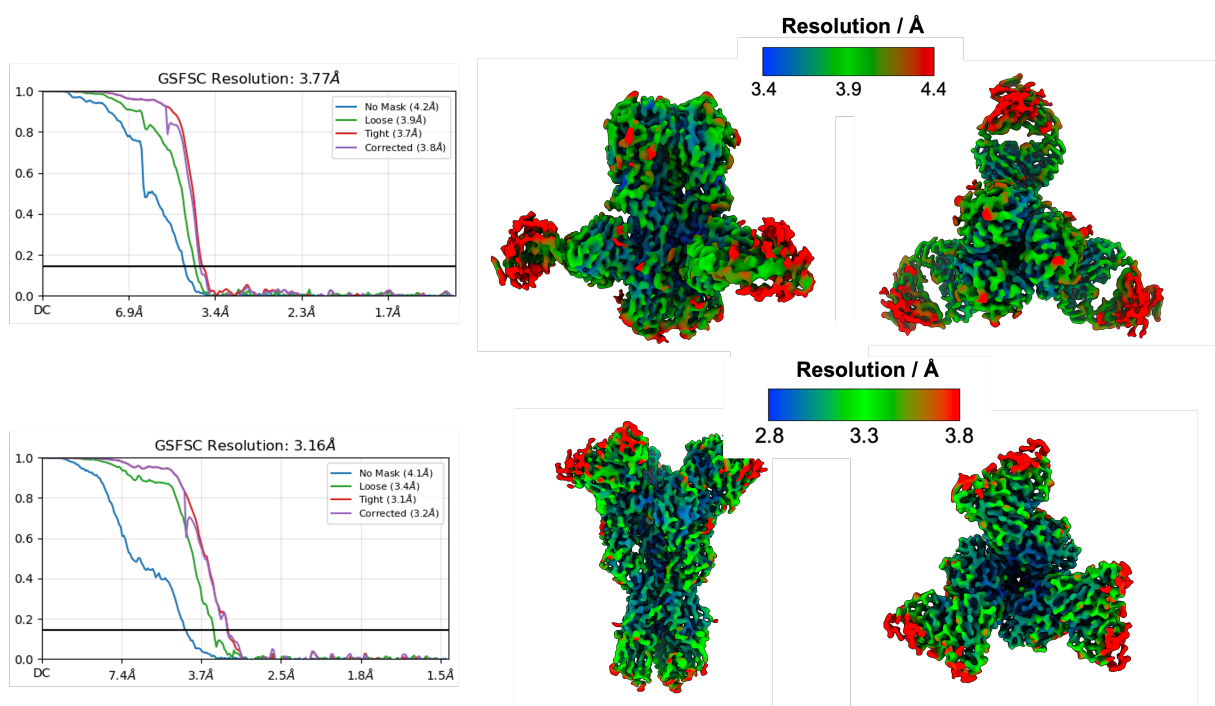 Resolution / Å
3.4 3.9 4.4
GSFSC Resolution: 3.77Å
1.0
0.8
0.6
0.4
0.2
0.0
No Mask (4.2Å)
Loose (3.9Å)
Tight (3.7Å)
Corrected (3.8Å)
DC 6.9Å 3.44Å 2.3Å 1.7Å
Resolution / Å
2.8 3.3 3.8
GSFSC Resolution: 3.16Å
1.0
0.8
0.6
0.4
0.2
0.0
No Mask (4.1Å)
Loose (3.4Å)
Tight (3.1Å)
Corrected (3.2Å)
DC 7.4Å 3.7Å 2.5Å 1.8Å 1.5Å